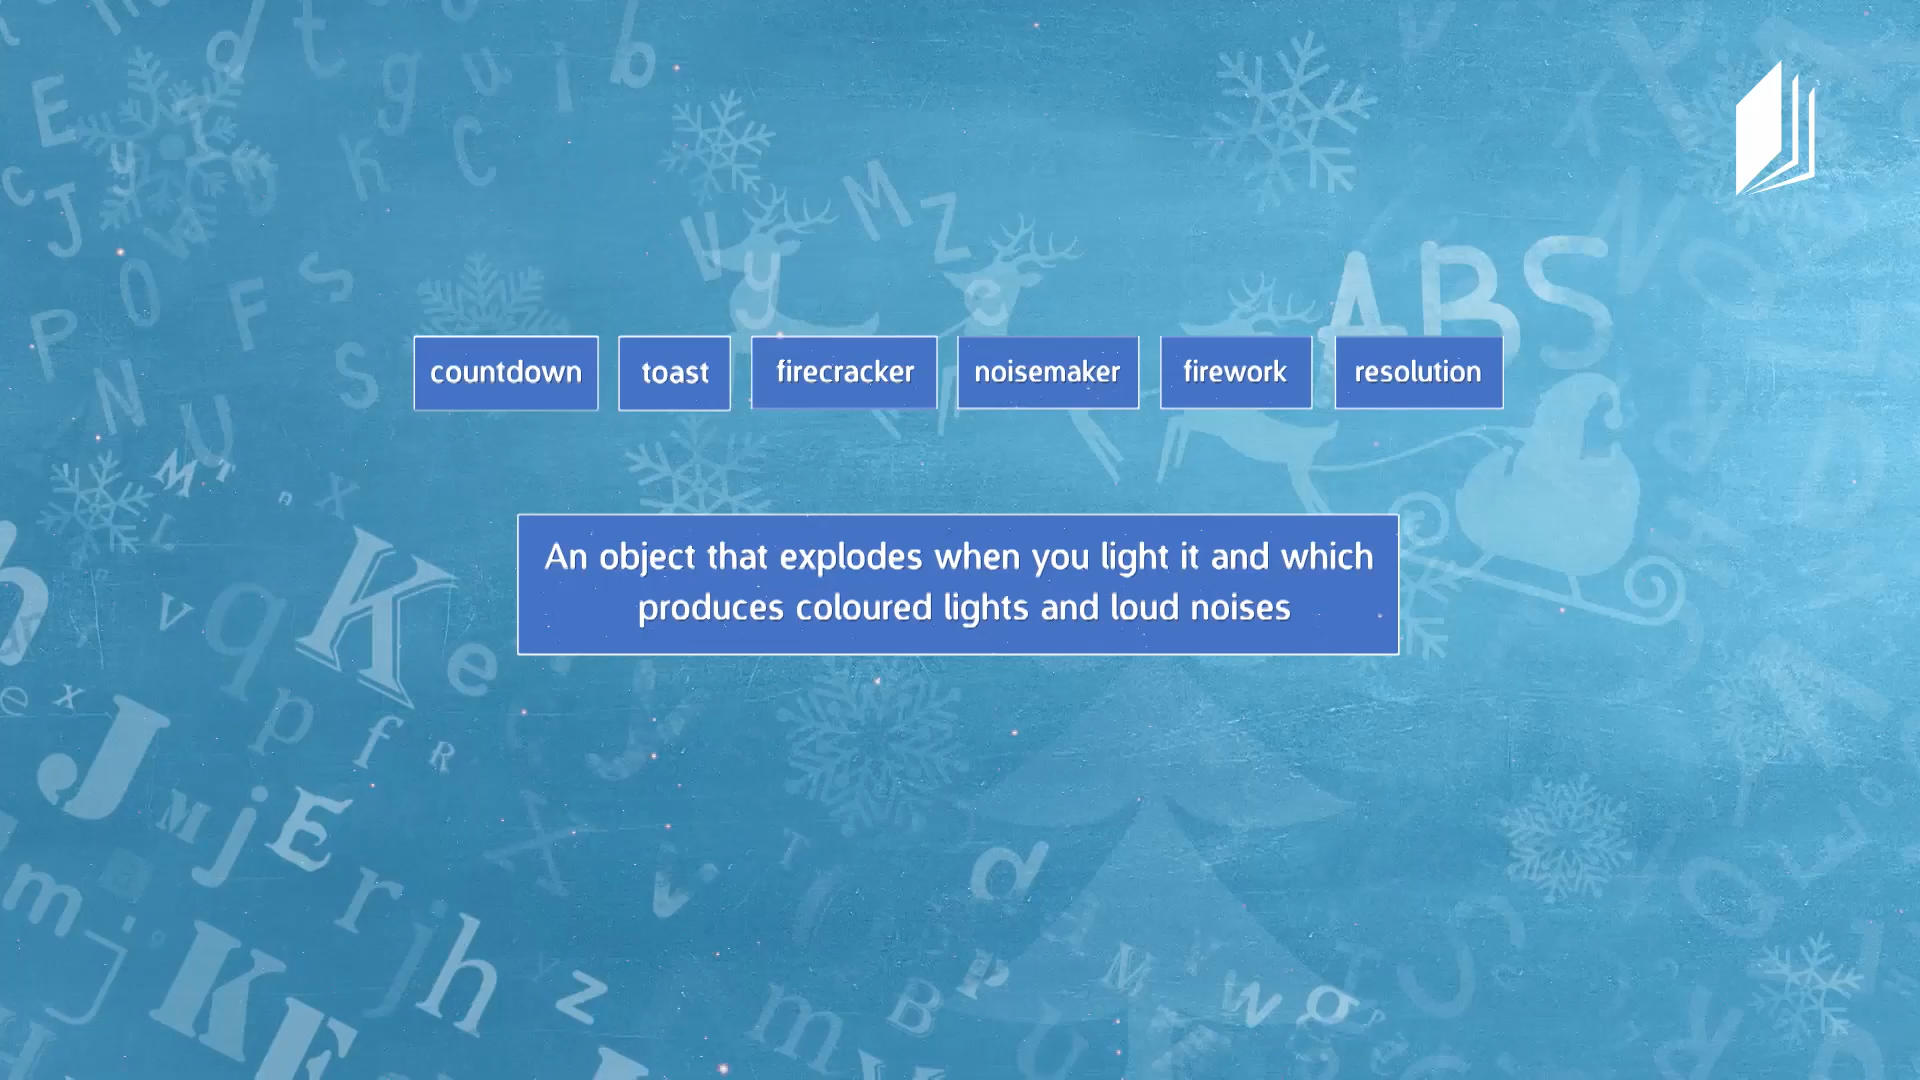 countdown toast firecracker noisemaker firework resolution
An object that explodes when you light it and which
produces coloured lights and loud noises
ABS